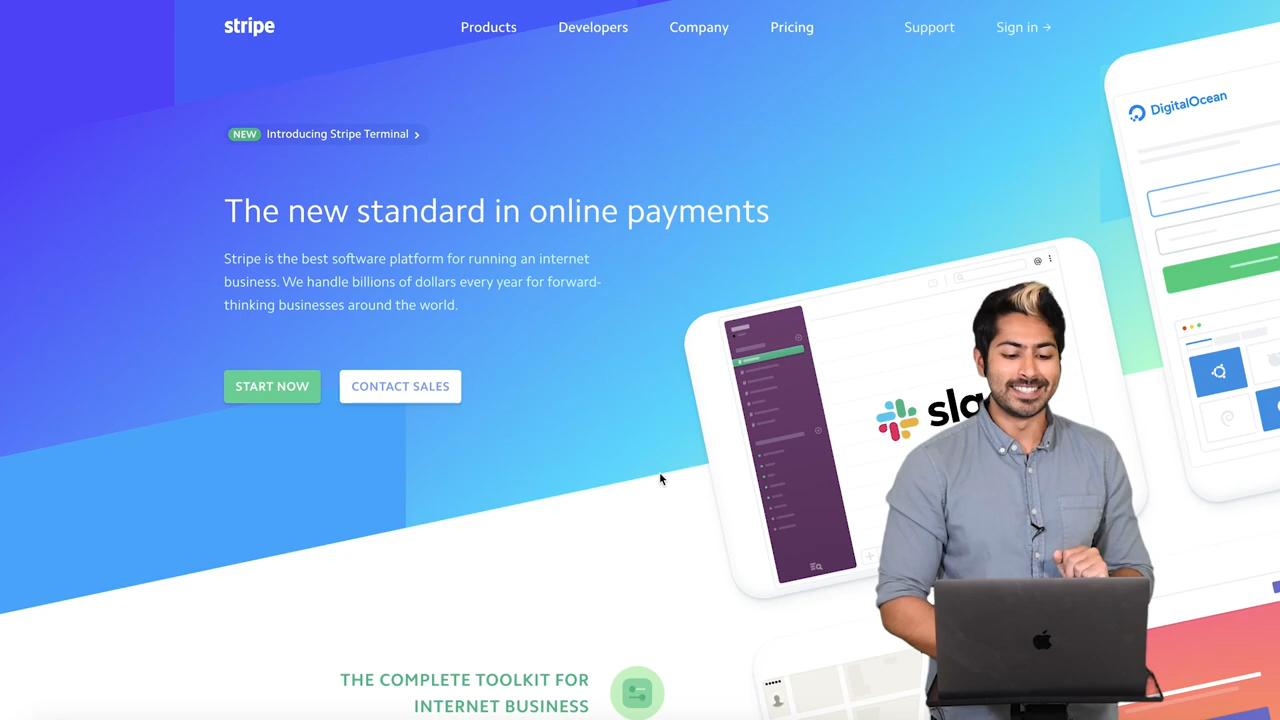 stripe
Products Developers Company Pricing Support Sign in →
NEW Introducing Stripe Terminal ›
The new standard in online payments
Stripe is the best software platform for running an internet
business. We handle billions of dollars every year for forward-
thinking businesses around the world.
START NOW CONTACT SALES
DigitalOcean
@
sla
THE COMPLETE TOOLKIT FOR
INTERNET BUSINESS